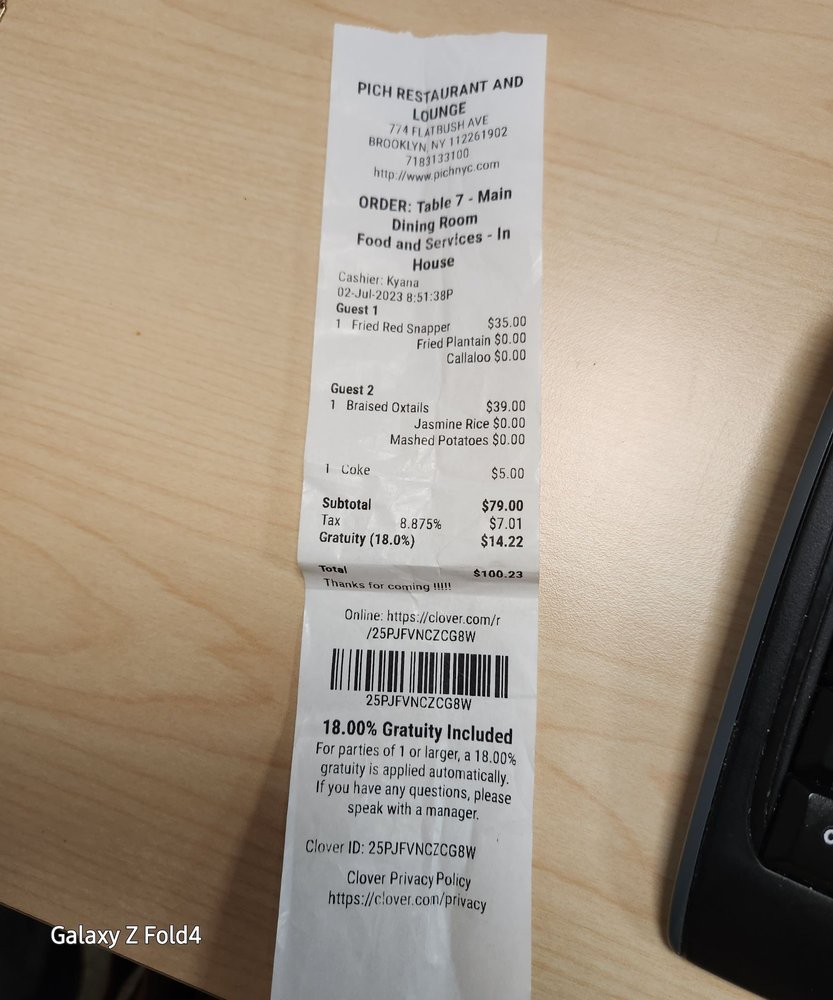 PICH RESTAURANT AND
LOUNGE
774 FLATBUSH AVE
BROOKLYN, NY 112261902
7183133100
http://www.pichnyc.com
ORDER: Table 7 - Main
Dining Room
Food and Services - In
House
Cashier: Kyana
02-Jul-2023 8:51:38P
Guest 1
1 Fried Red Snapper $35.00
Fried Plantain $0.00
Callaloo $0.00
Guest 2
1 Braised Oxtails $39.00
Jasmine Rice $0.00
Mashed Potatoes $0.00
1 Coke $5.00
Subtotal $79.00
Tax 8.875% $7.01
Gratuity (18.0%) $14.22
Total $100.23
Thanks for coming !!!!!
Online: https://clover.com/r
/25PJFVNCZCG8W
25PJFVNCZCG8W
18.00% Gratuity Included
For parties of 1 or larger, a 18.00%
gratuity is applied automatically.
If you have any questions, please
speak with a manager.
Clover ID: 25PJFVNCZCG8W
Clover Privacy Policy
https://clover.com/privacy
Galaxy Z Fold4